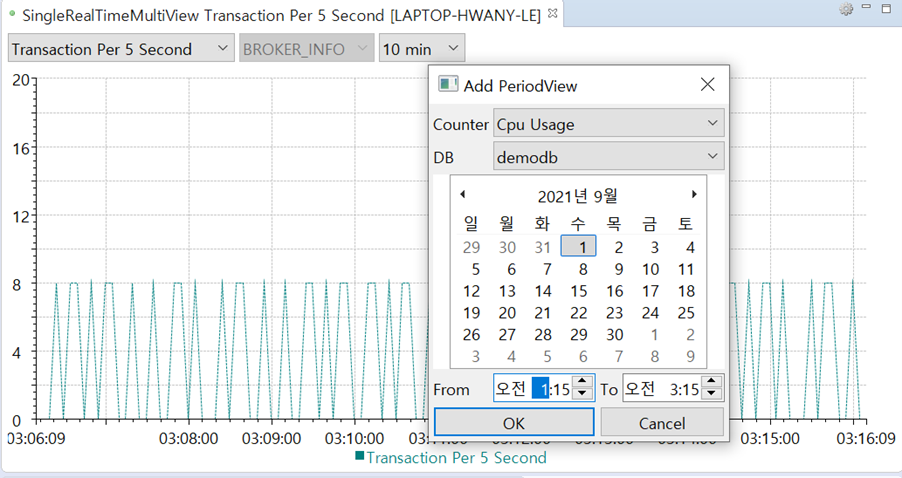 SingleRealTimeMultiView Transaction Per 5 Second [LAPTOP-HWANY-LE]
Transaction Per 5 Second BROKER_INFO 10 min
20
16
12
8
4
0
03:06:09 03:08:00 03:09:00 03:10:00 03:15:00 03:16:09
Transaction Per 5 Second
Add PeriodView
Counter Cpu Usage
DB demodb
2021년 9월
일 월 화 수 목 금 토
29 30 31 1 2 3 4
5 6 7 8 9 10 11
12 13 14 15 16 17 18
19 20 21 22 23 24 25
26 27 28 29 30 1 2
3 4 5 6 7 8 9
From 오전 1:15 To 오전 3:15
OK Cancel